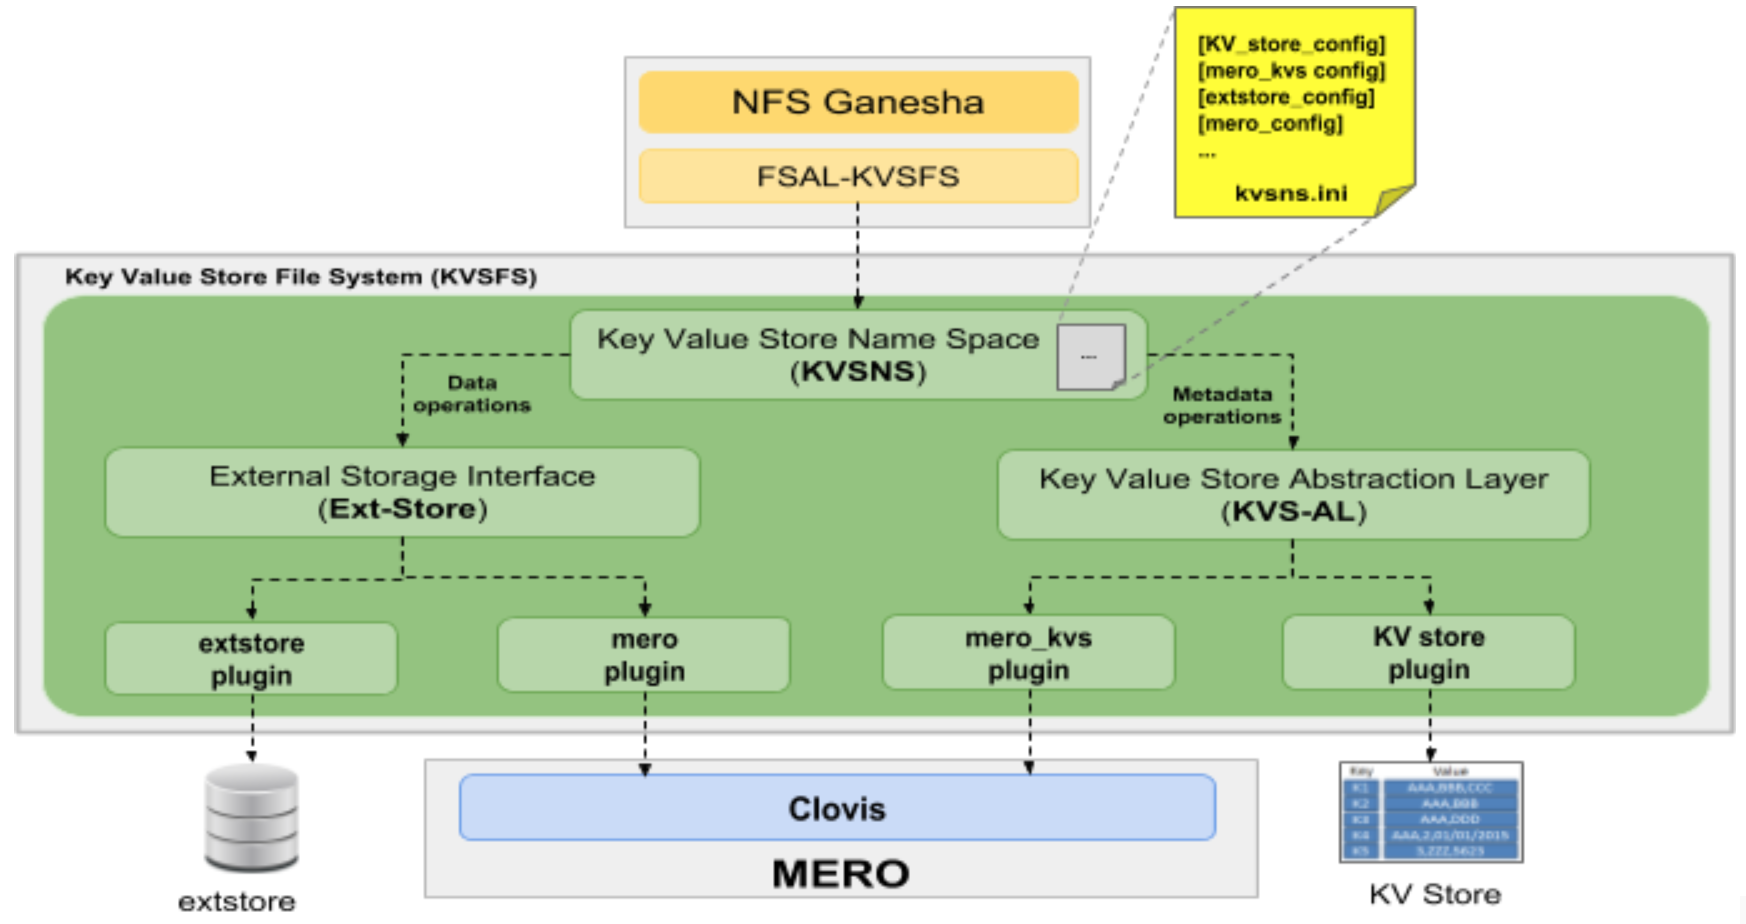 [KV_store_config]
[mero_kvs config]
[extstore_config]
[mero_config]
...
kvsns.ini
NFS Ganesha
FSAL-KVSFS
Key Value Store File System (KVSFS)
Key Value Store Name Space
(KVSNS)
...
Data
operations
Metadata
operations
External Storage Interface
(Ext-Store)
Key Value Store Abstraction Layer
(KVS-AL)
extstore
plugin
mero
plugin
mero_kvs
plugin
KV store
plugin
Clovis
MERO
extstore
Key Value
K1 AAA,BBB,CCC
K2 AAA,BBB
K3 AAA,DDD
K4 AAA,2,01/01/2015
K5 3,ZZZ,5623
KV Store